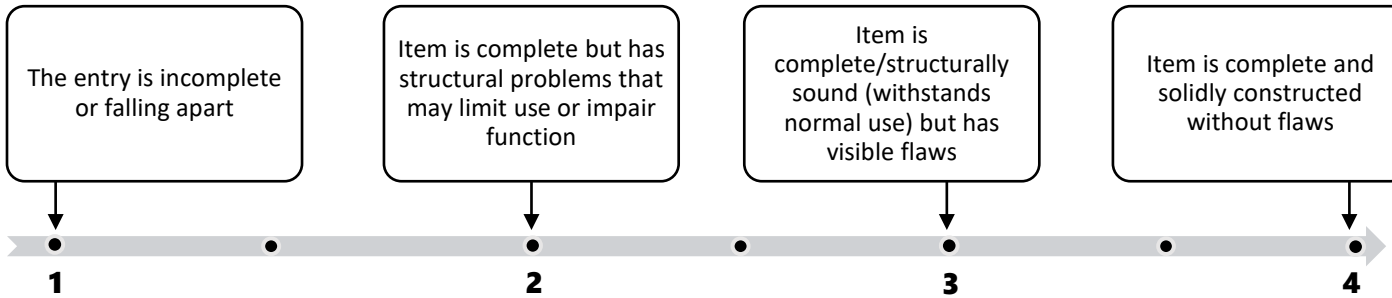 The entry is incomplete
or falling apart
Item is complete but has
structural problems that
may limit use or impair
function
Item is
complete/structurally
sound (withstands
normal use) but has
visible flaws
Item is complete and
solidly constructed
without flaws
1
2
3
4